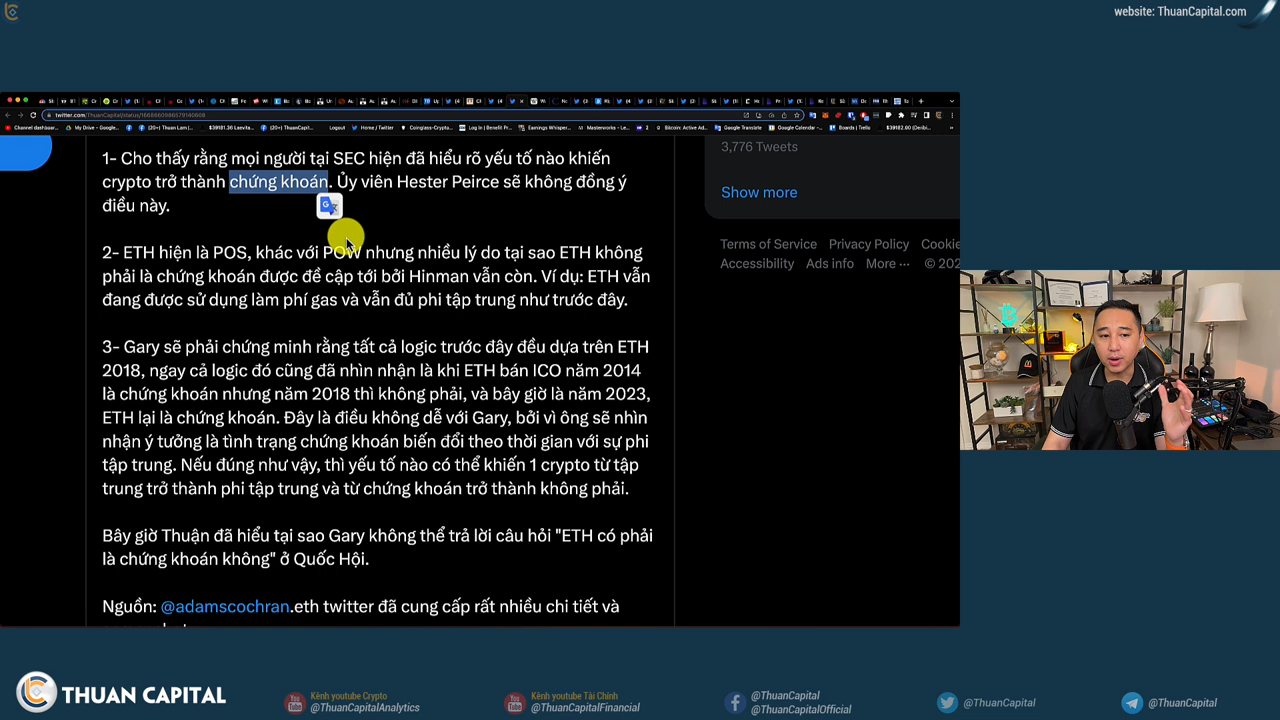 website: ThuanCapital.com
1- Cho thấy rằng mọi người tại SEC hiện đã hiểu rõ yếu tố nào khiến
crypto trở thành chứng khoán. Ủy viên Hester Peirce sẽ không đồng ý
điều này.
2- ETH hiện là POS, khác với POW nhưng nhiều lý do tại sao ETH không
phải là chứng khoán được đề cập tới bởi Hinman vẫn còn. Ví dụ: ETH vẫn
đang được sử dụng làm phí gas và vẫn đủ phi tập trung như trước đây.
3- Gary sẽ phải chứng minh rằng tất cả logic trước đây đều dựa trên ETH
2018, ngay cả logic đó cũng đã nhìn nhận là khi ETH bán ICO năm 2014
là chứng khoán nhưng năm 2018 thì không phải, và bây giờ là năm 2023,
ETH lại là chứng khoán. Đây là điều không dễ với Gary, bởi vì ông sẽ nhìn
nhận ý tưởng là tình trạng chứng khoán biến đổi theo thời gian với sự phi
tập trung. Nếu đúng như vậy, thì yếu tố nào có thể khiến 1 crypto từ tập
trung trở thành phi tập trung và từ chứng khoán trở thành không phải.
Bây giờ Thuận đã hiểu tại sao Gary không thể trả lời câu hỏi "ETH có phải
là chứng khoán không" ở Quốc Hội.
Nguồn: @adamscochran.eth twitter đã cung cấp rất nhiều chi tiết và
3,776 Tweets
Show more
Terms of Service Privacy Policy Cookie
Accessibility Ads info More ··· © 202
THUAN CAPITAL
Kênh youtube Crypto
@ThuanCapitalAnalytics
Kênh youtube Tài Chính
@ThuanCapitalFinancial
@ThuanCapital
@ThuanCapitalOfficial
@ThuanCapital
@ThuanCapital